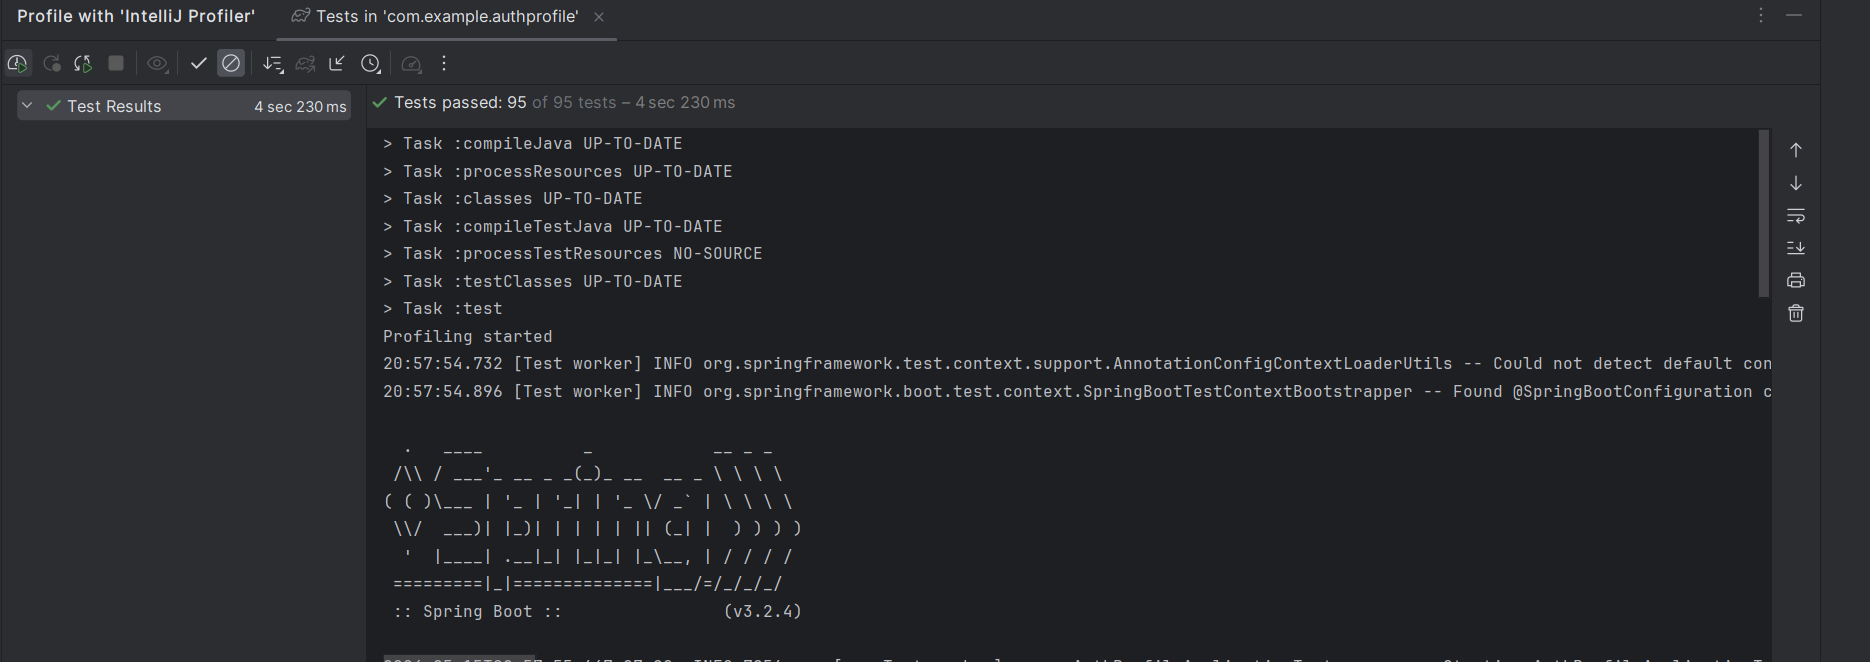 Profile with 'IntelliJ Profiler'
Tests in 'com.example.authprofile'
Test Results 4 sec 230 ms
Tests passed: 95 of 95 tests – 4 sec 230 ms
> Task :compileJava UP-TO-DATE
> Task :processResources UP-TO-DATE
> Task :classes UP-TO-DATE
> Task :compileTestJava UP-TO-DATE
> Task :processTestResources NO-SOURCE
> Task :testClasses UP-TO-DATE
> Task :test
Profiling started
20:57:54.732 [Test worker] INFO org.springframework.test.context.support.AnnotationConfigContextLoaderUtils -- Could not detect default con
20:57:54.896 [Test worker] INFO org.springframework.boot.test.context.SpringBootTestContextBootstrapper -- Found @SpringBootConfiguration c
  .   ____          _            __ _ _
 /\\ / ___'_ __ _ _(_)_ __  __ _ \ \ \ \
( ( )\___ | '_ | '_| | '_ \/ _` | \ \ \ \
 \\/  ___)| |_)| | | | | || (_| |  ) ) ) )
  '  |____| .__|_| |_|_| |_\__, | / / / /
 =========|_|==============|___/=/_/_/_/
 :: Spring Boot ::                (v3.2.4)